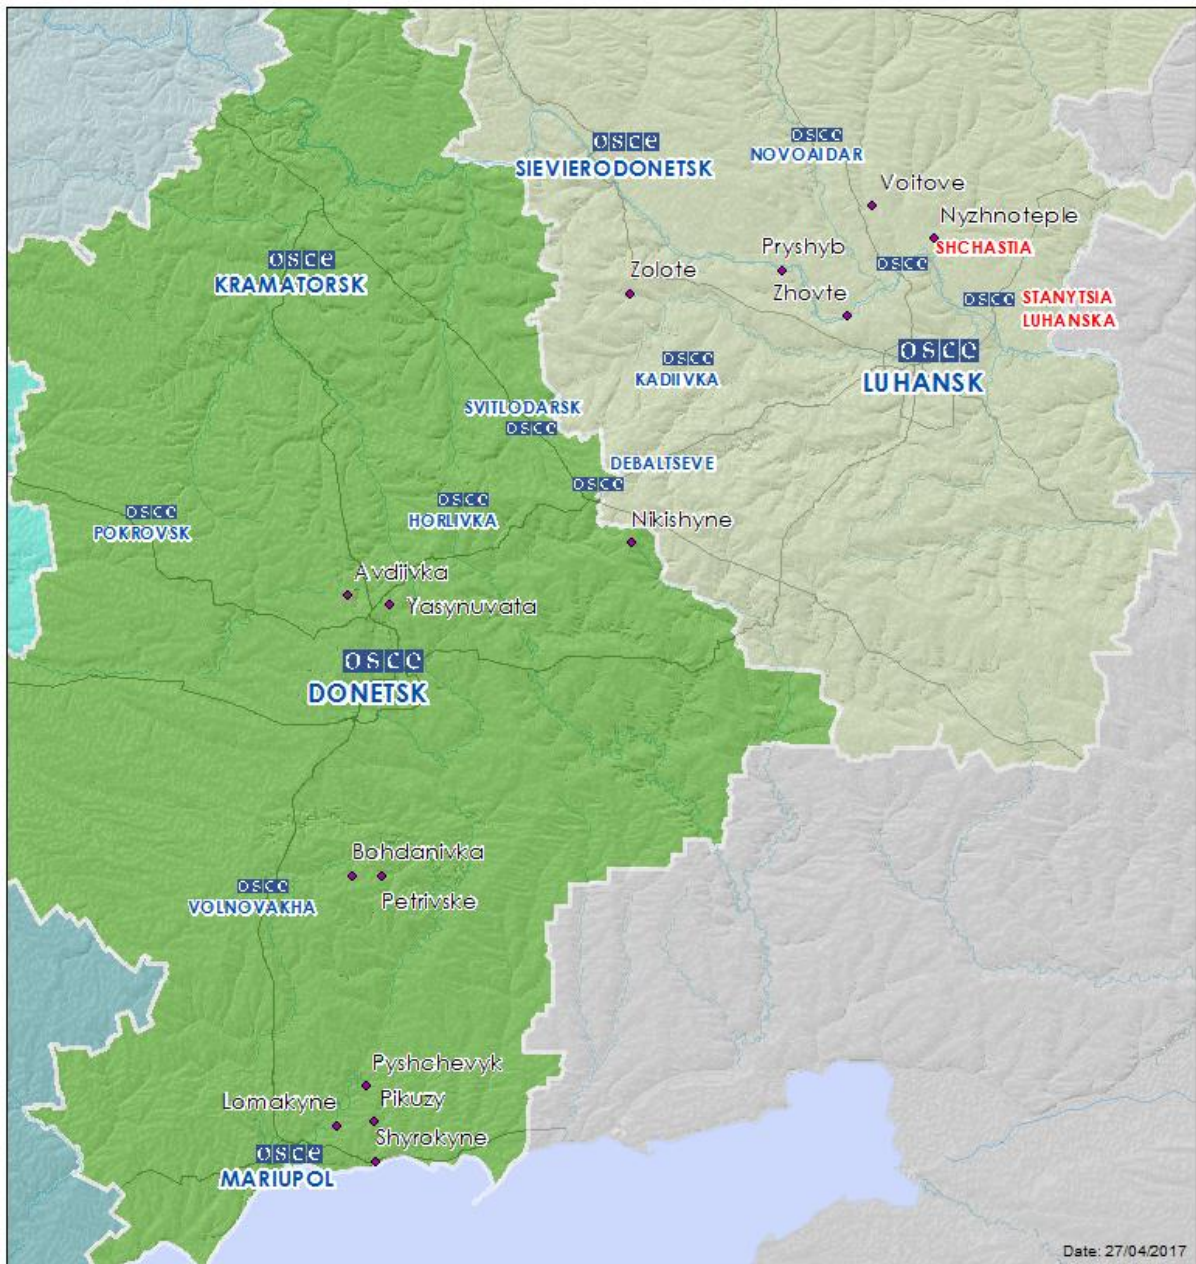 osce
SIEVIERODONETSK
osce
NOVOAIDAR
Voitove
Nyzhnoteple
SHCHASTIA
osce
Pryshyb
Zolote
Zhovte
osce
STANYTSIA
LUHANSKA
osce
KRAMATORSK
osce
LUHANSK
osce
KADIIVKA
SVITLODARSK
osce
DEBALTSEVE
osce
osce
HORLIVKA
osce
POKROVSK
Nikishyne
Avdiivka
Yasynuvata
osce
DONETSK
Bohdanivka
osce
VOLNOVAKHA
Petrivske
Pyshchevyk
Lomakyne
Pikuzy
Shyrokyne
osce
MARIUPOL
Date: 27/04/2017